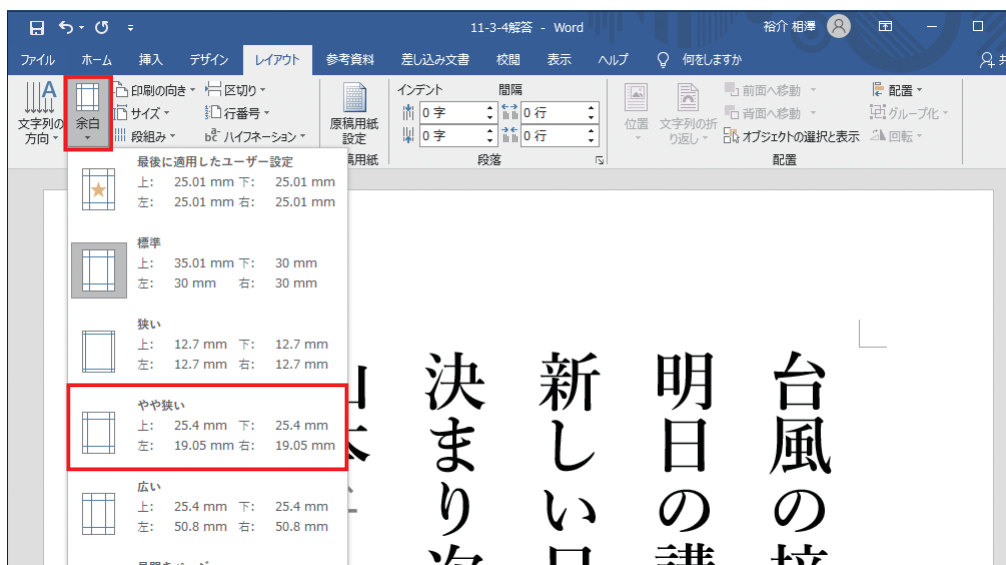 11-3-4解答 - Word
裕介 相澤
ファイル ホーム 挿入 デザイン レイアウト 参考資料 差し込み文書 校閲 表示 ヘルプ 何をしますか
文字列の方向
余白
印刷の向き
サイズ
段組み
区切り
行番号
ハイフネーション
原稿用紙設定
インデント 間隔
0 字 0 行
0 字 0 行
段落
位置
文字列の折り返し
前面へ移動
背面へ移動
オブジェクトの選択と表示
配置
グループ化
回転
配置
最後に適用したユーザー設定
上: 25.01 mm 下: 25.01 mm
左: 25.01 mm 右: 25.01 mm
標準
上: 35.01 mm 下: 30 mm
左: 30 mm 右: 30 mm
狭い
上: 12.7 mm 下: 12.7 mm
左: 12.7 mm 右: 12.7 mm
やや狭い
上: 25.4 mm 下: 25.4 mm
左: 19.05 mm 右: 19.05 mm
広い
上: 25.4 mm 下: 25.4 mm
左: 50.8 mm 右: 50.8 mm
台風の
明日の講
新しい日
決まり次